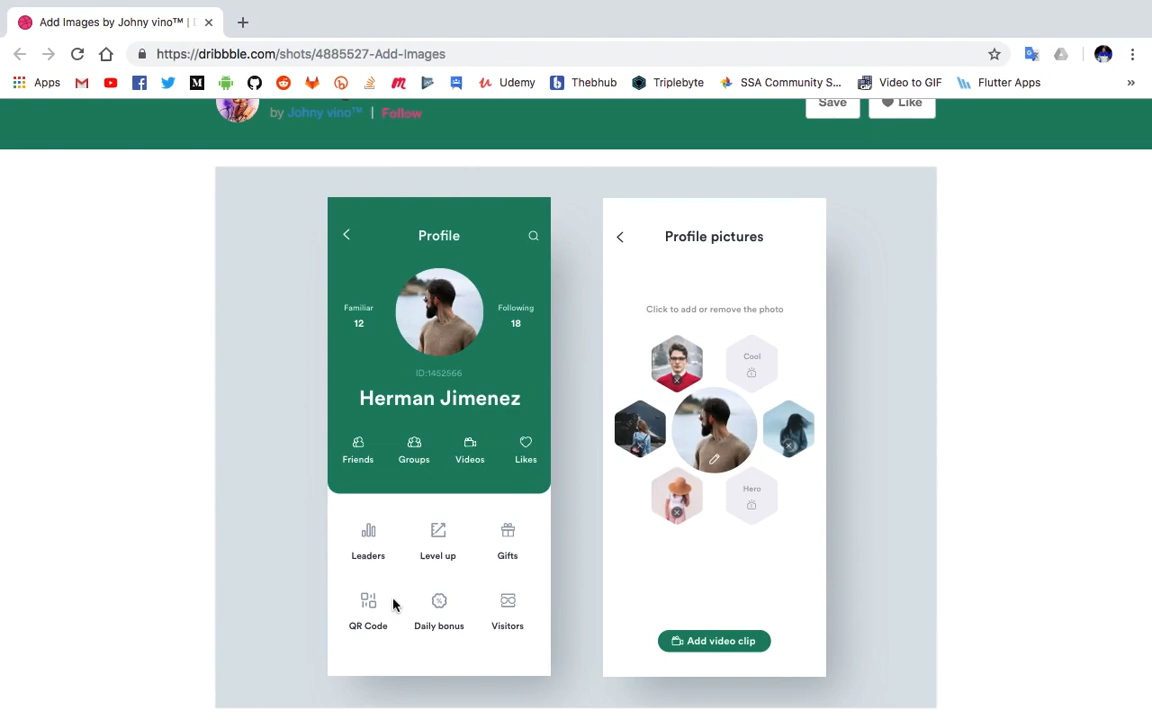 Add Images by Johny vino™ |
https://dribbble.com/shots/4885527-Add-Images
Apps
Udemy
Thebhub
Triplebyte
SSA Community S...
Video to GIF
Flutter Apps
»
by Johny vino™ | Follow
Save
Like
Profile
Familiar
12
Following
18
ID:1452566
Herman Jimenez
Friends
Groups
Videos
Likes
Leaders
Level up
Gifts
QR Code
Daily bonus
Visitors
Profile pictures
Click to add or remove the photo
Cool
Hero
Add video clip